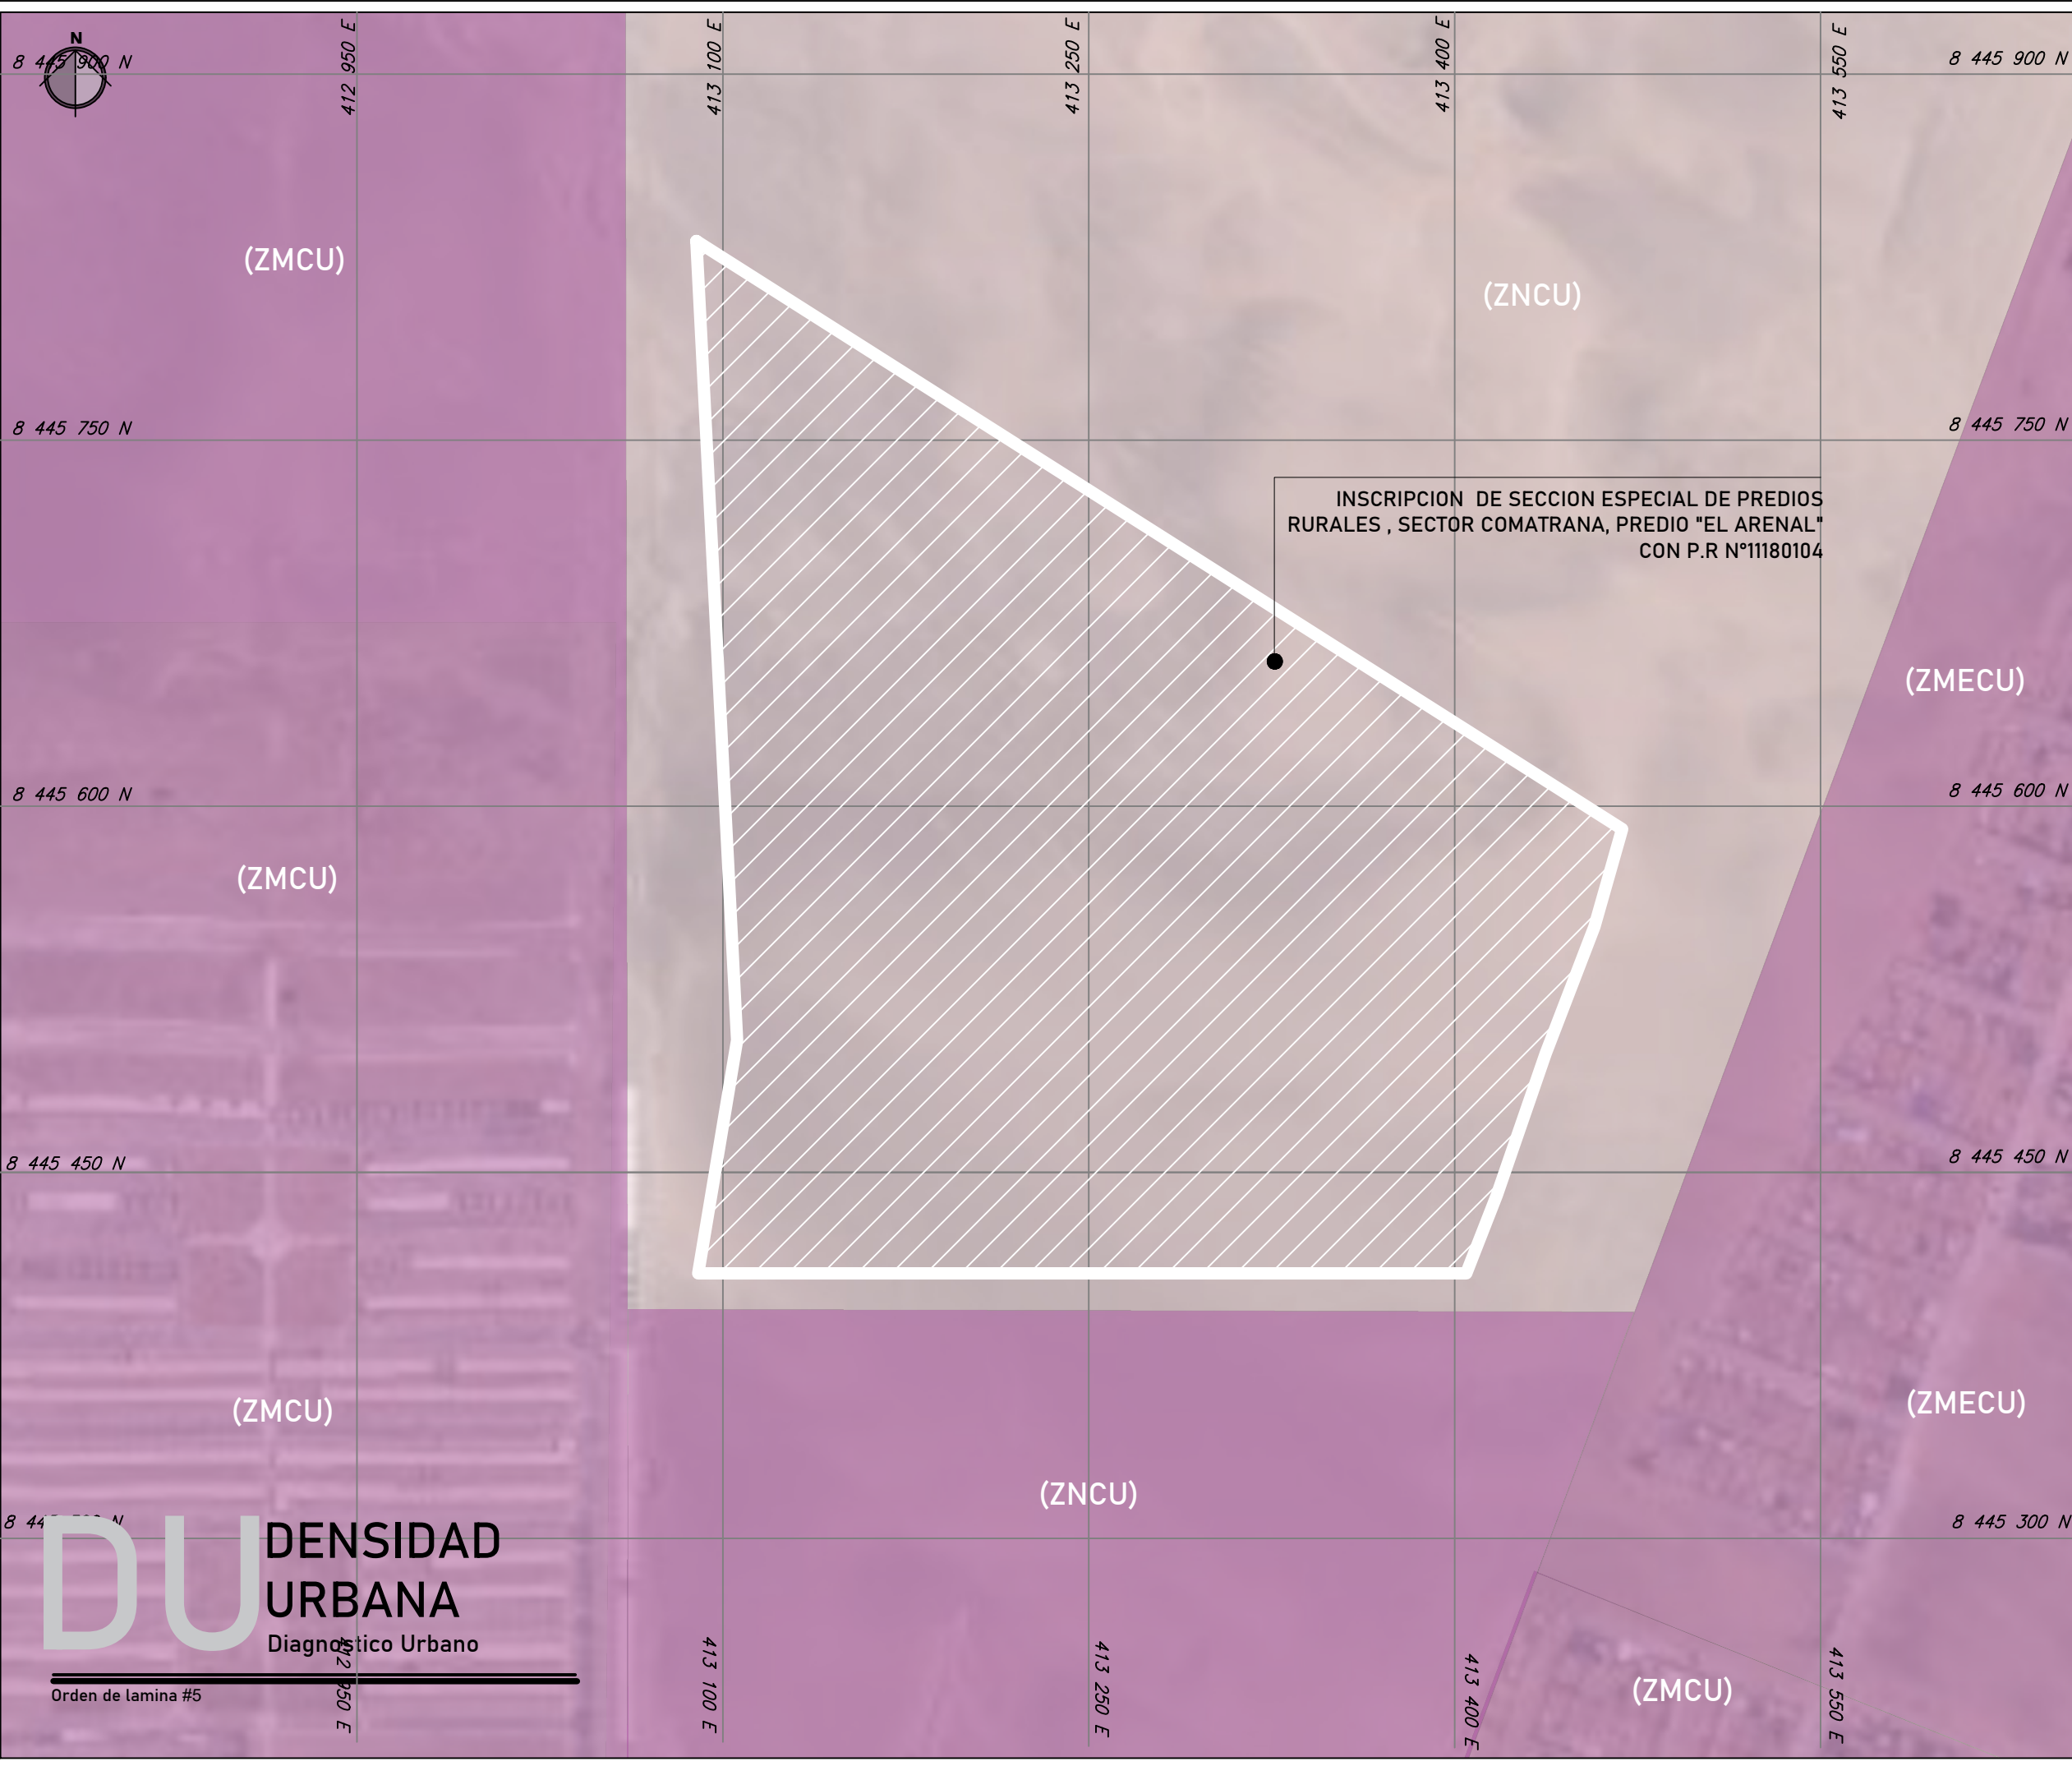 N
8 445 900 N
412 950 E
413 100 E
413 250 E
413 400 E
413 550 E
8 445 900 N
(ZMCU)
(ZNCU)
8 445 750 N
8 445 750 N
INSCRIPCION DE SECCION ESPECIAL DE PREDIOS
RURALES , SECTOR COMATRANA, PREDIO "EL ARENAL"
CON P.R N°11180104
(ZMECU)
8 445 600 N
8 445 600 N
(ZMCU)
8 445 450 N
8 445 450 N
(ZMCU)
(ZMECU)
(ZNCU)
8 445 300 N
DU
DENSIDAD
URBANA
Diagnostico Urbano
Orden de lamina #5
412 950 E
413 100 E
413 250 E
413 400 E
413 550 E
(ZMCU)